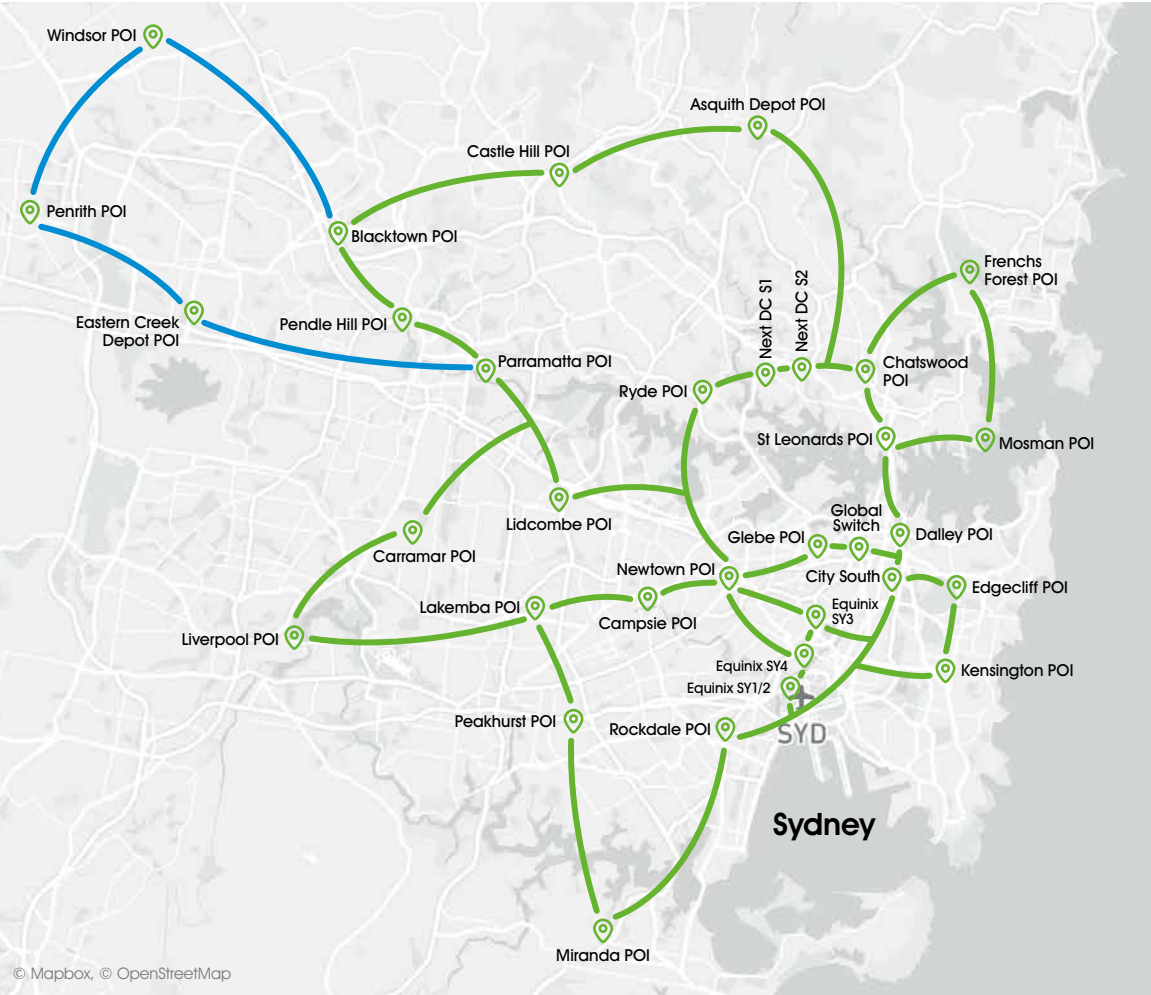 Windsor POI
Asquith Depot POI
Castle Hill POI
Penrith POI
Blacktown POI
Frenchs
Forest POI
Next DC S1
Next DC S2
Eastern Creek
Depot POI
Pendle Hill POI
Parramatta POI
Chatswood
POI
Ryde POI
St Leonards POI
Mosman POI
Lidcombe POI
Global
Switch
Glebe POI
Dalley POI
Carramar POI
Newtown POI
City South
Edgecliff POI
Lakemba POI
Campsie POI
Equinix
SY3
Liverpool POI
Equinix SY4
Kensington POI
Equinix SY1/2
Peakhurst POI
Rockdale POI
SYD
Sydney
Miranda POI
© Mapbox, © OpenStreetMap